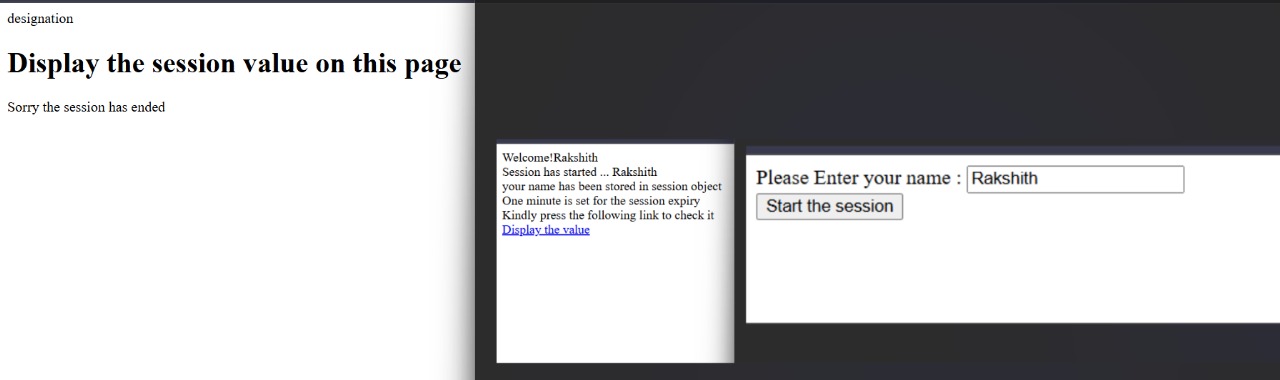 designation
Display the session value on this page
Sorry the session has ended
Welcome!Rakshith
Session has started ... Rakshith
your name has been stored in session object
One minute is set for the session expiry
Kindly press the following link to check it
Display the value
Please Enter your name : Rakshith
Start the session